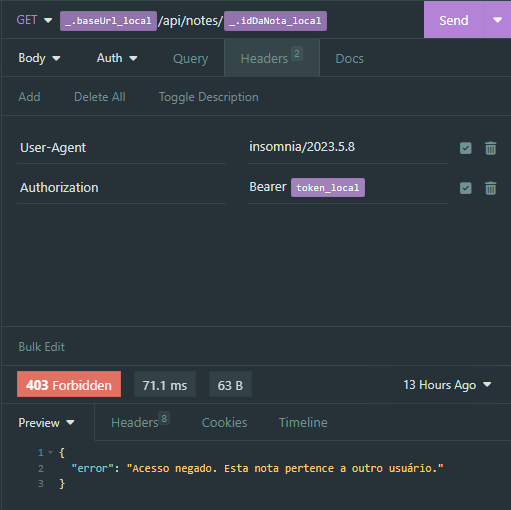 GET _.baseUrl_local/api/notes/_.idDaNota_local Send
Body Auth Query Headers 2 Docs
Add Delete All Toggle Description
User-Agent insomnia/2023.5.8
Authorization Bearer token_local
Bulk Edit
403 Forbidden 71.1 ms 63 B 13 Hours Ago
Preview Headers 8 Cookies Timeline
1 {
2 "error": "Acesso negado. Esta nota pertence a outro usuário."
3 }